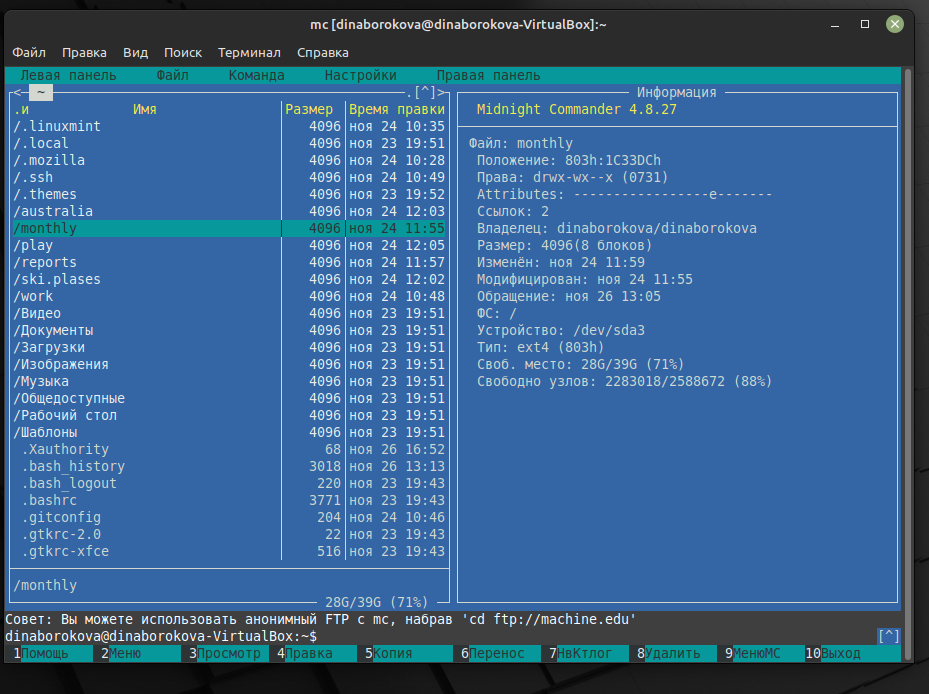 mc [dinaborokova@dinaborokova-VirtualBox]:~
Файл Правка Вид Поиск Терминал Справка
Левая панель Файл Команда Настройки Правая панель
<─ ~ .[^]>
.и Имя Размер Время правки
/.linuxmint 4096 ноя 24 10:35
/.local 4096 ноя 23 19:51
/.mozilla 4096 ноя 24 10:28
/.ssh 4096 ноя 24 10:49
/.themes 4096 ноя 23 19:52
/australia 4096 ноя 24 12:03
/monthly 4096 ноя 24 11:55
/play 4096 ноя 24 12:05
/reports 4096 ноя 24 11:57
/ski.plases 4096 ноя 24 12:02
/work 4096 ноя 24 10:48
/Видео 4096 ноя 23 19:51
/Документы 4096 ноя 23 19:51
/Загрузки 4096 ноя 23 19:51
/Изображения 4096 ноя 23 19:51
/Музыка 4096 ноя 23 19:51
/Общедоступные 4096 ноя 23 19:51
/Рабочий стол 4096 ноя 23 19:51
/Шаблоны 4096 ноя 23 19:51
.Xauthority 68 ноя 26 16:52
.bash_history 3018 ноя 26 13:13
.bash_logout 220 ноя 23 19:43
.bashrc 3771 ноя 23 19:43
.gitconfig 204 ноя 24 10:46
.gtkrc-2.0 22 ноя 23 19:43
.gtkrc-xfce 516 ноя 23 19:43
/monthly
28G/39G (71%)
Информация
Midnight Commander 4.8.27
Файл: monthly
Положение: 803h:1C33DCh
Права: drwx-wx--x (0731)
Attributes: -----------------e-------
Ссылок: 2
Владелец: dinaborokova/dinaborokova
Размер: 4096(8 блоков)
Изменён: ноя 24 11:59
Модифицирован: ноя 24 11:55
Обращение: ноя 26 13:05
ФС: /
Устройство: /dev/sda3
Тип: ext4 (803h)
Своб. место: 28G/39G (71%)
Свободно узлов: 2283018/2588672 (88%)
Совет: Вы можете использовать анонимный FTP с mc, набрав 'cd ftp://machine.edu'
dinaborokova@dinaborokova-VirtualBox:~$ [^]
1Помощь 2Меню 3Просмотр 4Правка 5Копия 6Перенос 7НвКтлог 8Удалить 9МенюMC 10Выход